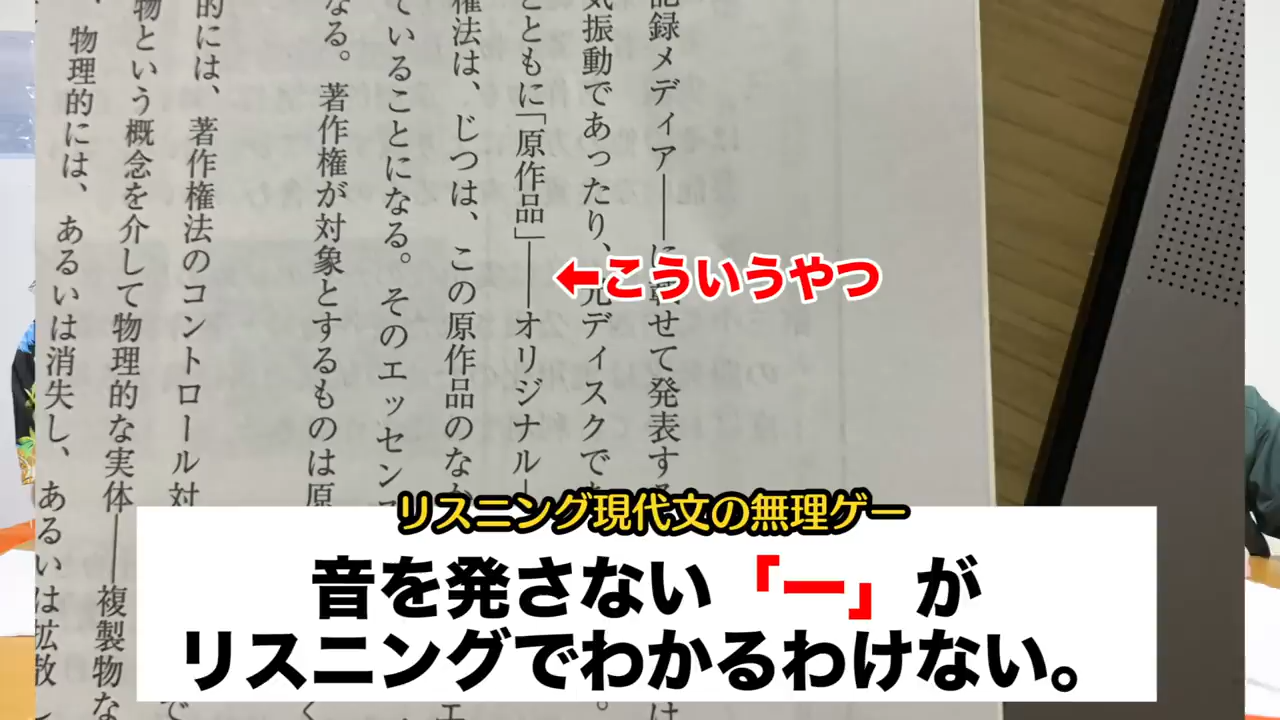 録メディア――に載せて発表する
気振動であったり、光ディスクで
とともに「原作品」――オリジナル―
権法は、じつは、この原作品のなか
ていることになる。そのエッセンス
なる。著作権が対象とするものは原
的には、著作権法のコントロール対
物という概念を介して物理的な実体――複製物な
、物理的には、あるいは消失し、あるいは拡散し
←こういうやつ
リスニング現代文の無理ゲー
音を発さない「―」が
リスニングでわかるわけない。